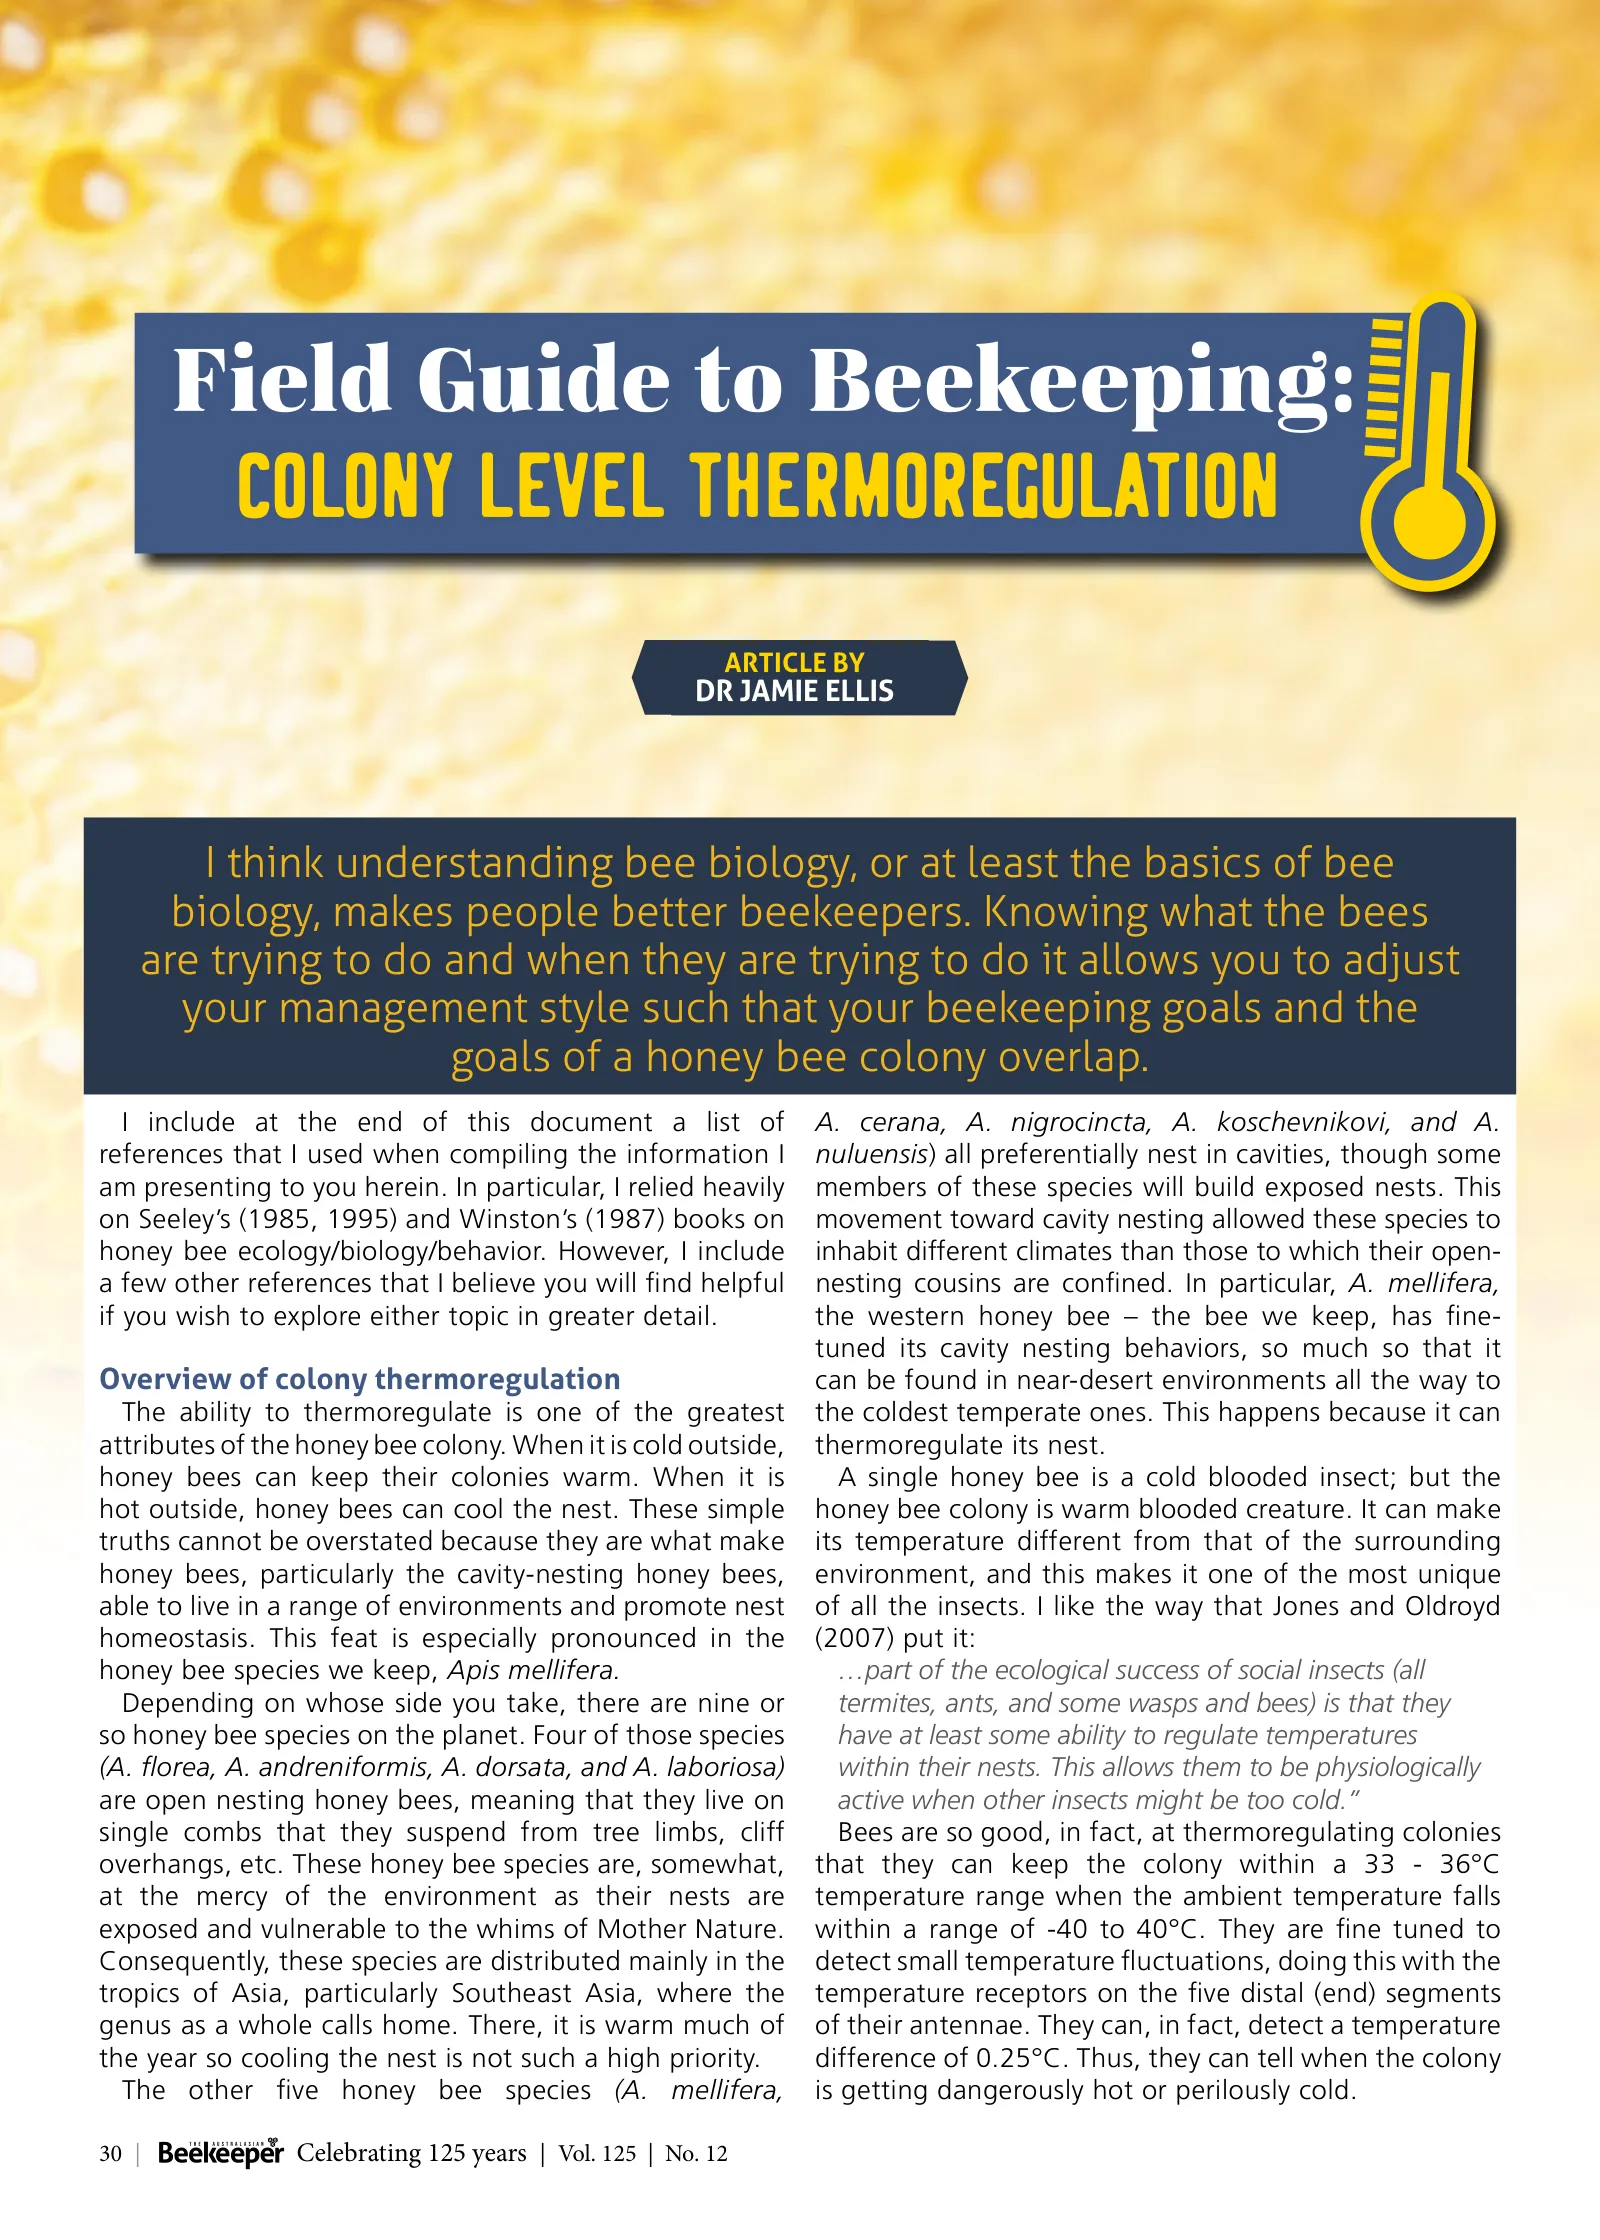 Field Guide to Beekeeping:
COLONY LEVEL THERMOREGULATION
ARTICLE BY
DR JAMIE ELLIS
I think understanding bee biology, or at least the basics of bee
biology, makes people better beekeepers. Knowing what the bees
are trying to do and when they are trying to do it allows you to adjust
your management style such that your beekeeping goals and the
goals of a honey bee colony overlap.
I include at the end of this document a list of
references that I used when compiling the information I
am presenting to you herein. In particular, I relied heavily
on Seeley’s (1985, 1995) and Winston’s (1987) books on
honey bee ecology/biology/behavior. However, I include
a few other references that I believe you will find helpful
if you wish to explore either topic in greater detail.
Overview of colony thermoregulation
The ability to thermoregulate is one of the greatest
attributes of the honey bee colony. When it is cold outside,
honey bees can keep their colonies warm. When it is
hot outside, honey bees can cool the nest. These simple
truths cannot be overstated because they are what make
honey bees, particularly the cavity-nesting honey bees,
able to live in a range of environments and promote nest
homeostasis. This feat is especially pronounced in the
honey bee species we keep, Apis mellifera.
Depending on whose side you take, there are nine or
so honey bee species on the planet. Four of those species
(A. florea, A. andreniformis, A. dorsata, and A. laboriosa)
are open nesting honey bees, meaning that they live on
single combs that they suspend from tree limbs, cliff
overhangs, etc. These honey bee species are, somewhat,
at the mercy of the environment as their nests are
exposed and vulnerable to the whims of Mother Nature.
Consequently, these species are distributed mainly in the
tropics of Asia, particularly Southeast Asia, where the
genus as a whole calls home. There, it is warm much of
the year so cooling the nest is not such a high priority.
The other five honey bee species (A. mellifera,
A. cerana, A. nigrocincta, A. koschevnikovi, and A.
nuluensis) all preferentially nest in cavities, though some
members of these species will build exposed nests. This
movement toward cavity nesting allowed these species to
inhabit different climates than those to which their open-
nesting cousins are confined. In particular, A. mellifera,
the western honey bee – the bee we keep, has fine-
tuned its cavity nesting behaviors, so much so that it
can be found in near-desert environments all the way to
the coldest temperate ones. This happens because it can
thermoregulate its nest.
A single honey bee is a cold blooded insect; but the
honey bee colony is warm blooded creature. It can make
its temperature different from that of the surrounding
environment, and this makes it one of the most unique
of all the insects. I like the way that Jones and Oldroyd
(2007) put it:
…part of the ecological success of social insects (all
termites, ants, and some wasps and bees) is that they
have at least some ability to regulate temperatures
within their nests. This allows them to be physiologically
active when other insects might be too cold.”
Bees are so good, in fact, at thermoregulating colonies
that they can keep the colony within a 33 - 36°C
temperature range when the ambient temperature falls
within a range of -40 to 40°C. They are fine tuned to
detect small temperature fluctuations, doing this with the
temperature receptors on the five distal (end) segments
of their antennae. They can, in fact, detect a temperature
difference of 0.25°C. Thus, they can tell when the colony
is getting dangerously hot or perilously cold.
30 | THE AUSTRALASIAN Beekeeper Celebrating 125 years | Vol. 125 | No. 12